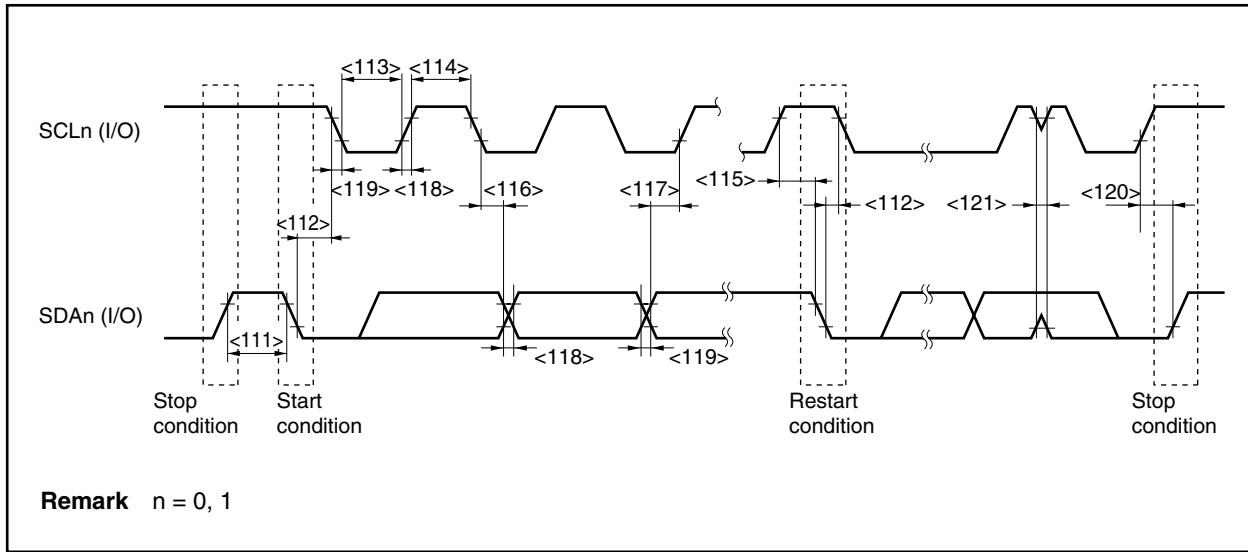 <113> <114>
SCLn (I/O)
<119> <118> <116> <117> <115> <112> <121> <120>
<112>
SDAn (I/O)
<111> <118> <119>
Stop
condition
Start
condition
Restart
condition
Stop
condition
Remark n = 0, 1